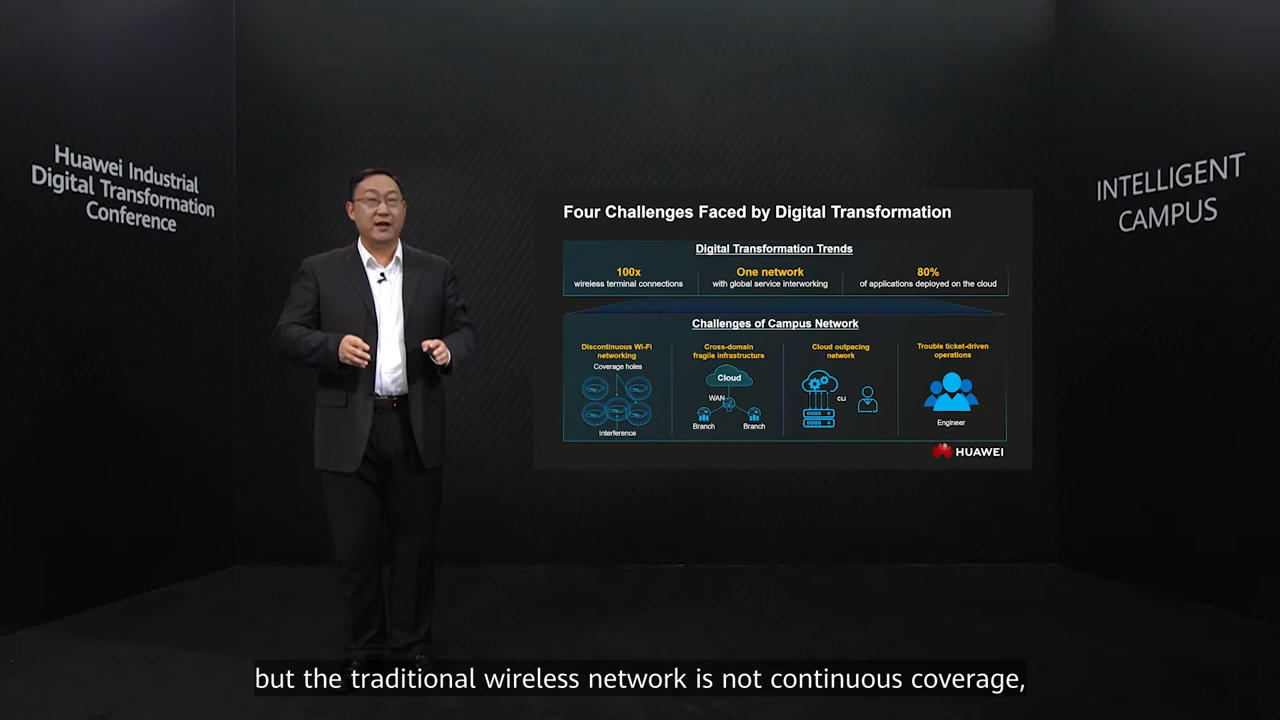 Huawei Industrial
Digital Transformation
Conference
INTELLIGENT
CAMPUS
Four Challenges Faced by Digital Transformation
Digital Transformation Trends
100x
wireless terminal connections
One network
with global service interworking
80%
of applications deployed on the cloud
Challenges of Campus Network
Discontinuous Wi-Fi
networking
Coverage holes
Interference
Cross-domain
fragile infrastructure
Cloud
WAN
Branch
Branch
Cloud outpacing
network
CLI
Trouble ticket-driven
operations
Engineer
HUAWEI
but the traditional wireless network is not continuous coverage,